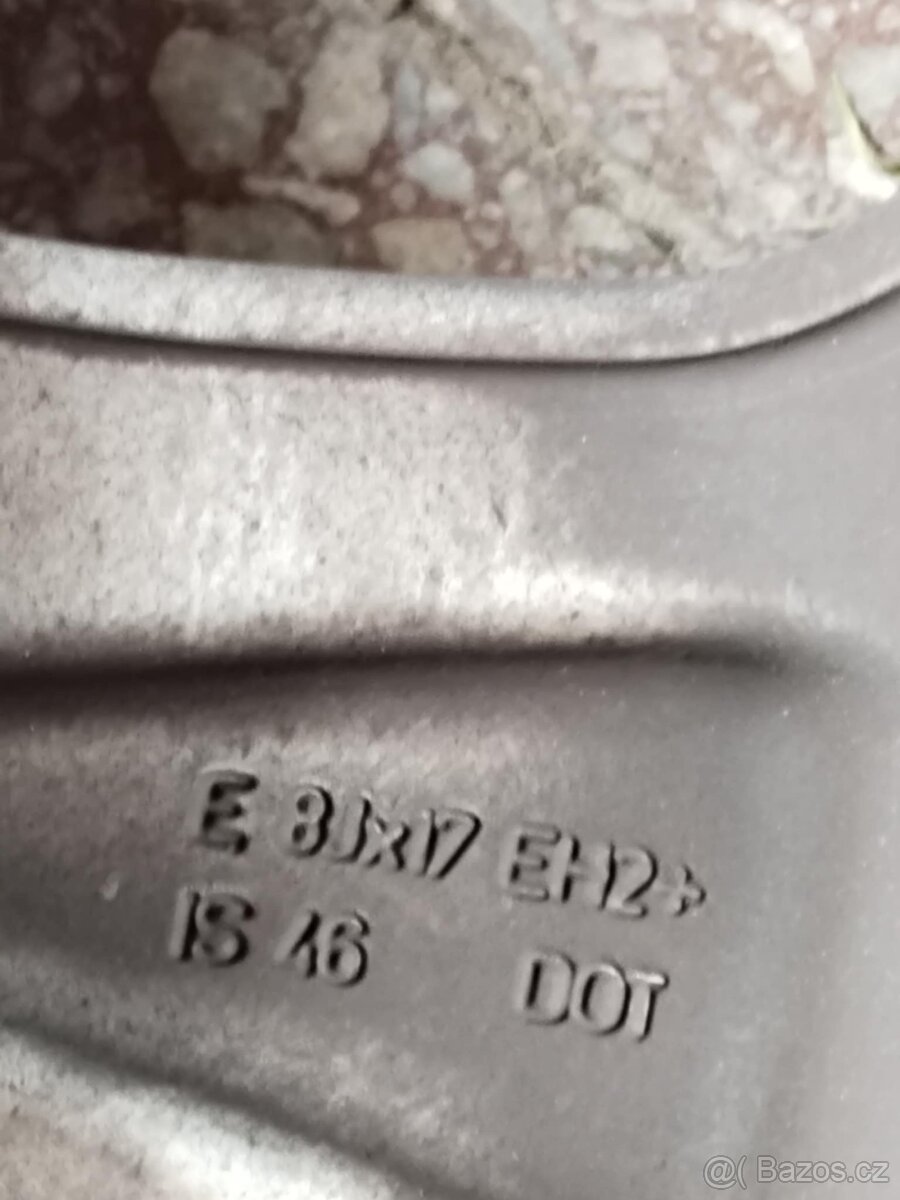 E 8Jx17 EH2+
IS 46 DOT
@( Bazos.cz